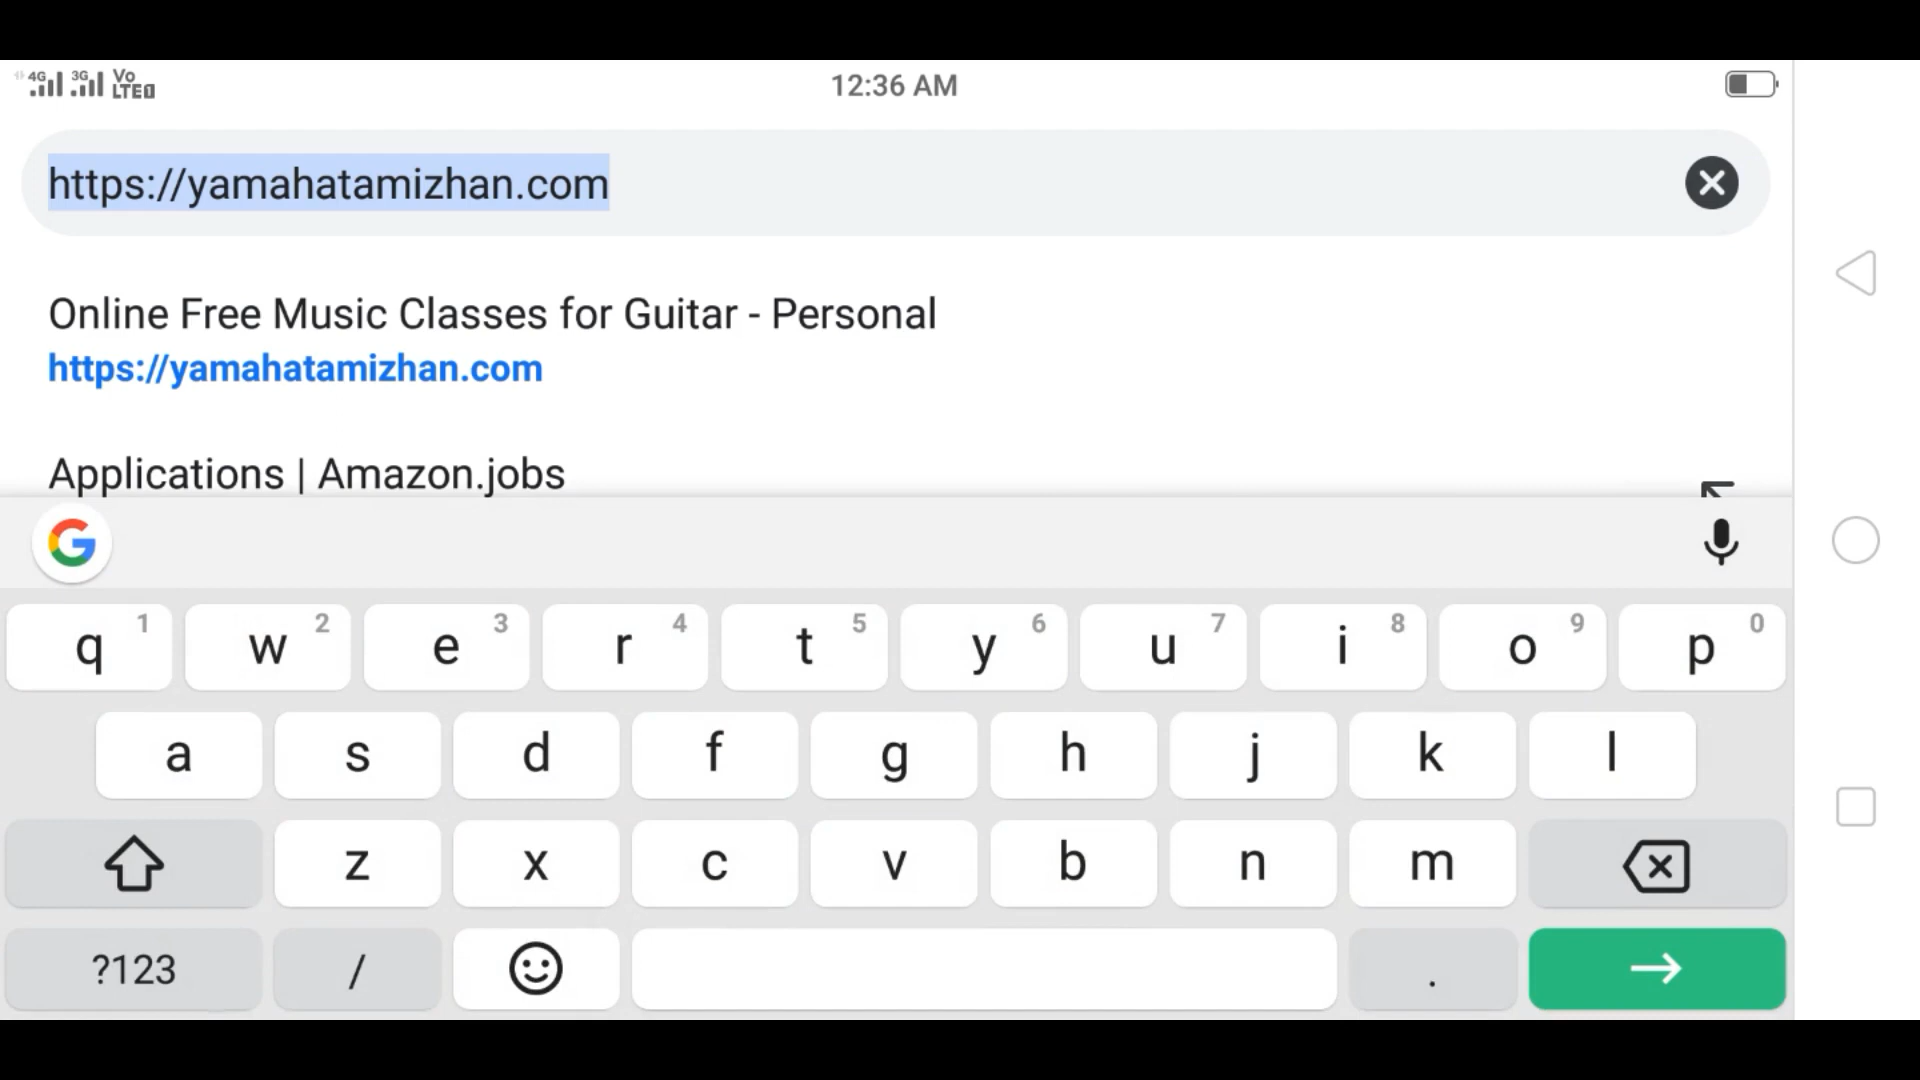 4G 3G Vo LTE
12:36 AM
https://yamahatamizhan.com
Online Free Music Classes for Guitar - Personal
https://yamahatamizhan.com
Applications | Amazon.jobs
G
q 1 w 2 e 3 r 4 t 5 y 6 u 7 i 8 o 9 p 0
a s d f g h j k l
z x c v b n m
?123 / .